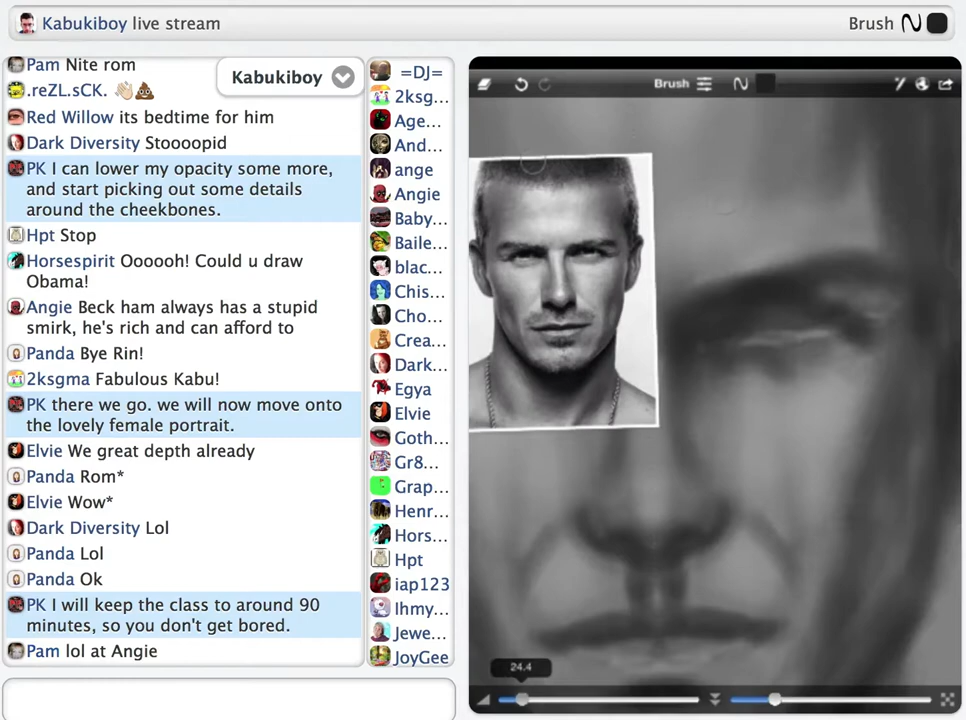 Kabukiboy live stream
Brush
Pam Nite rom
.reZL.sCK. 👋🏻💩
Red Willow its bedtime for him
Dark Diversity Stoooopid
PK I can lower my opacity some more,
and start picking out some details
around the cheekbones.
Hpt Stop
Horsespirit Oooooh! Could u draw
Obama!
Angie Beck ham always has a stupid
smirk, he's rich and can afford to
Panda Bye Rin!
2ksgma Fabulous Kabu!
PK there we go. we will now move onto
the lovely female portrait.
Elvie We great depth already
Panda Rom*
Elvie Wow*
Dark Diversity Lol
Panda Lol
Panda Ok
PK I will keep the class to around 90
minutes, so you don't get bored.
Pam lol at Angie
Kabukiboy
=DJ=
2ksg...
Age...
And...
ange
Angie
Baby...
Baile...
blac...
Chis...
Cho...
Crea...
Dark...
Egya
Elvie
Goth...
Gr8...
Grap...
Henr...
Hors...
Hpt
iap123
Ihmy...
Jewe...
JoyGee
Brush
24.4